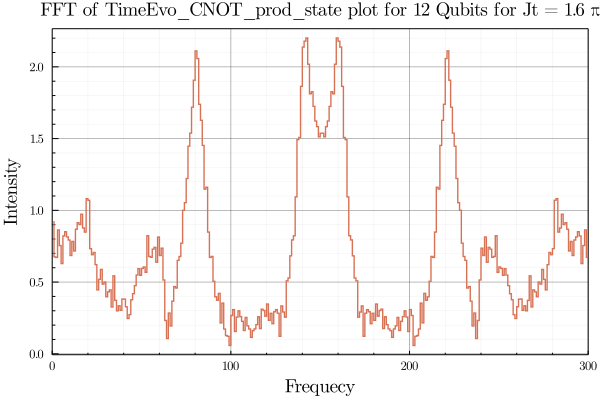 FFT of TimeEvo_CNOT_prod_state plot for 12 Qubits for Jt = 1.6 π
Intensity
2.0
1.5
1.0
0.5
0.0
0 100 200 300
Frequecy